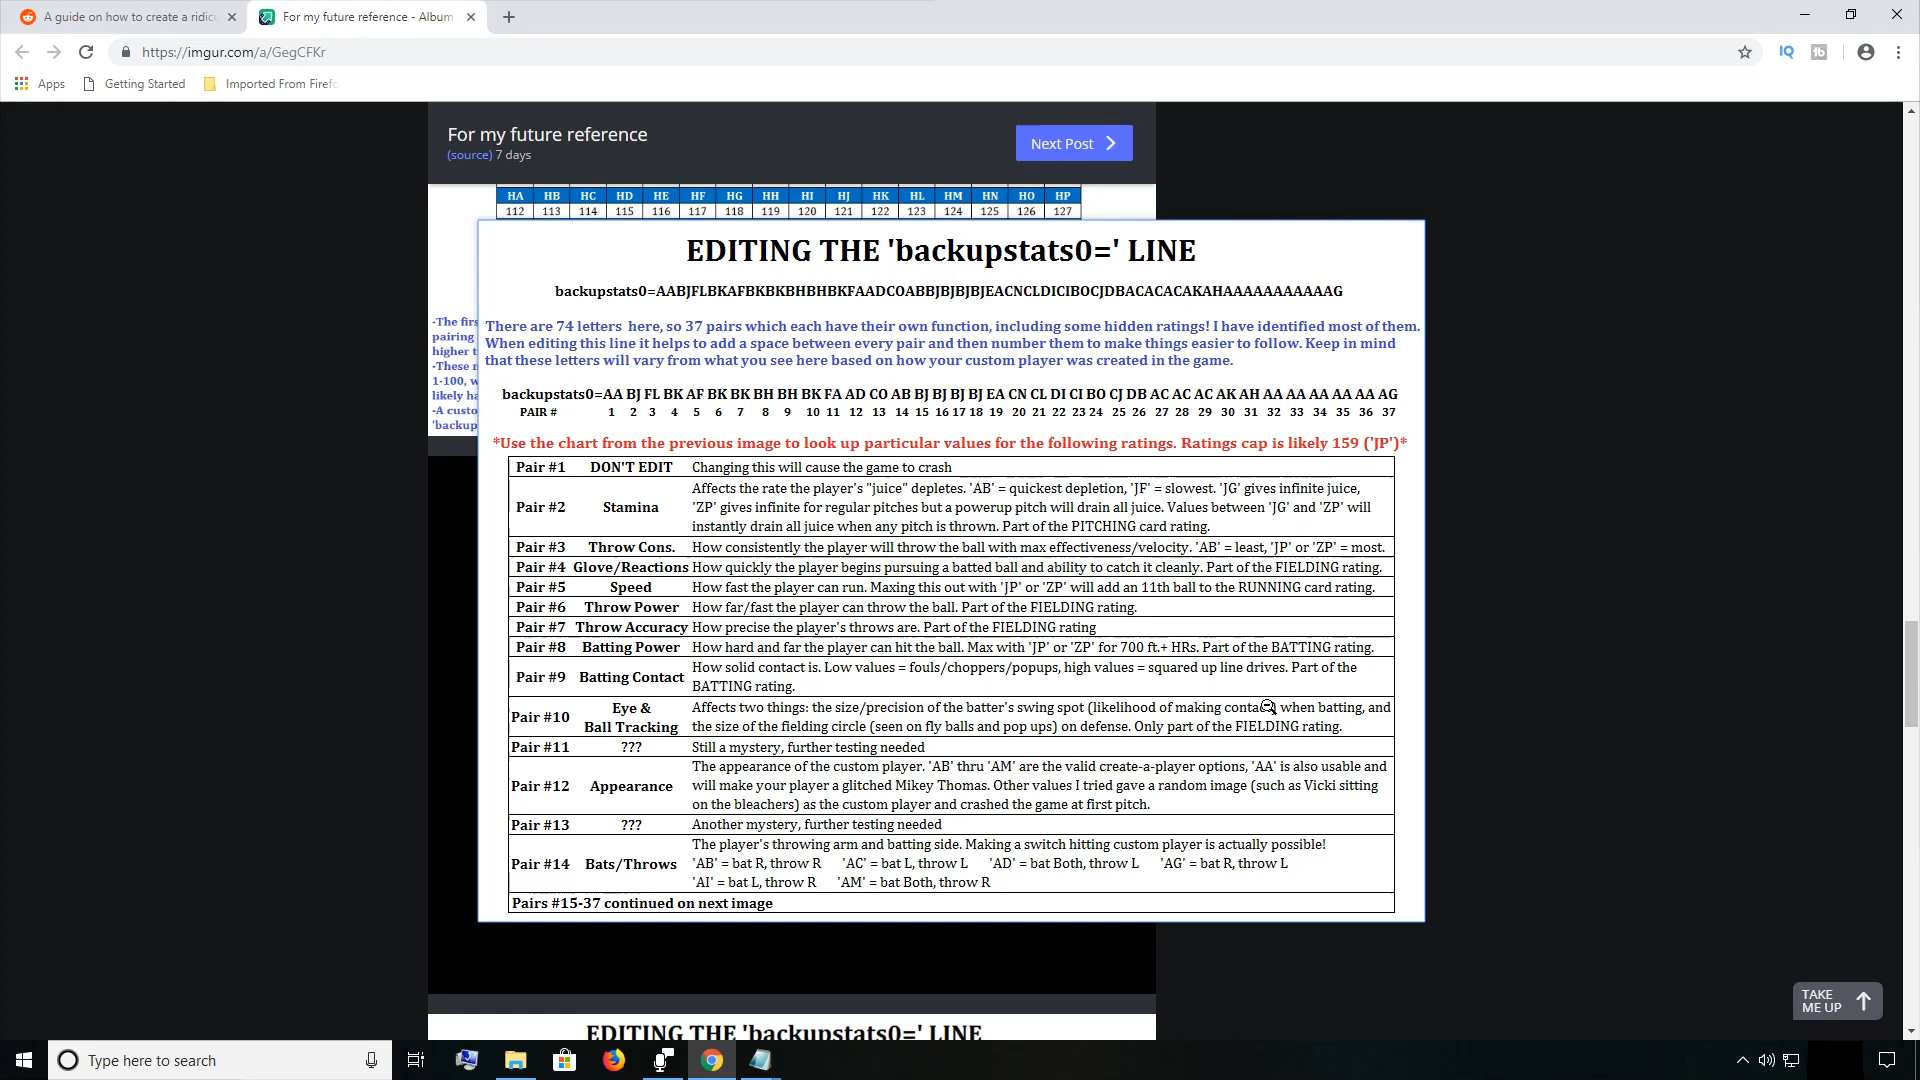 A guide on how to create a ridic
For my future reference - Album
https://imgur.com/a/GegCFKr
Apps
Getting Started
Imported From Firefo
For my future reference
(source) 7 days
Next Post
HA HB HC HD HE HF HG HH HI HJ HK HL HM HN HO HP
112 113 114 115 116 117 118 119 120 121 122 123 124 125 126 127
-The firs
pairing
higher t
-These n
1-100, w
likely ha
-A custo
'backup
EDITING THE 'backupstats0=' LINE
backupstats0=AABJFLBKAFBKBKBHBHBKFAADCOABBJBJBJBJEACNCLDICIBOCJDBACACACAKAHAAAAAAAAAAAG
There are 74 letters here, so 37 pairs which each have their own function, including some hidden ratings! I have identified most of them.
When editing this line it helps to add a space between every pair and then number them to make things easier to follow. Keep in mind
that these letters will vary from what you see here based on how your custom player was created in the game.
backupstats0=AA BJ FL BK AF BK BK BH BH BK FA AD CO AB BJ BJ BJ BJ EA CN CL DI CI BO CJ DB AC AC AC AK AH AA AA AA AA AA AG
PAIR # 1 2 3 4 5 6 7 8 9 10 11 12 13 14 15 16 17 18 19 20 21 22 23 24 25 26 27 28 29 30 31 32 33 34 35 36 37
*Use the chart from the previous image to look up particular values for the following ratings. Ratings cap is likely 159 ('JP')*
Pair #1 DON'T EDIT Changing this will cause the game to crash
Affects the rate the player's "juice" depletes. 'AB' = quickest depletion, 'JF' = slowest. 'JG' gives infinite juice,
Pair #2 Stamina 'ZP' gives infinite for regular pitches but a powerup pitch will drain all juice. Values between 'JG' and 'ZP' will
instantly drain all juice when any pitch is thrown. Part of the PITCHING card rating.
Pair #3 Throw Cons. How consistently the player will throw the ball with max effectiveness/velocity. 'AB' = least, 'JP' or 'ZP' = most.
Pair #4 Glove/Reactions How quickly the player begins pursuing a batted ball and ability to catch it cleanly. Part of the FIELDING rating.
Pair #5 Speed How fast the player can run. Maxing this out with 'JP' or 'ZP' will add an 11th ball to the RUNNING card rating.
Pair #6 Throw Power How far/fast the player can throw the ball. Part of the FIELDING rating.
Pair #7 Throw Accuracy How precise the player's throws are. Part of the FIELDING rating
Pair #8 Batting Power How hard and far the player can hit the ball. Max with 'JP' or 'ZP' for 700 ft.+ HRs. Part of the BATTING rating.
Pair #9 Batting Contact How solid contact is. Low values = fouls/choppers/popups, high values = squared up line drives. Part of the
BATTING rating.
Pair #10 Eye & Ball Tracking Affects two things: the size/precision of the batter's swing spot (likelihood of making contact) when batting, and
the size of the fielding circle (seen on fly balls and pop ups) on defense. Only part of the FIELDING rating.
Pair #11 ??? Still a mystery, further testing needed
The appearance of the custom player. 'AB' thru 'AM' are the valid create-a-player options, 'AA' is also usable and
Pair #12 Appearance will make your player a glitched Mikey Thomas. Other values I tried gave a random image (such as Vicki sitting
on the bleachers) as the custom player and crashed the game at first pitch.
Pair #13 ??? Another mystery, further testing needed
The player's throwing arm and batting side. Making a switch hitting custom player is actually possible!
Pair #14 Bats/Throws 'AB' = bat R, throw R 'AC' = bat L, throw L 'AD' = bat Both, throw L 'AG' = bat R, throw L
'AI' = bat L, throw R 'AM' = bat Both, throw R
Pairs #15-37 continued on next image
TAKE
ME UP
EDITING THE 'backupstats0=' LINE
Type here to search